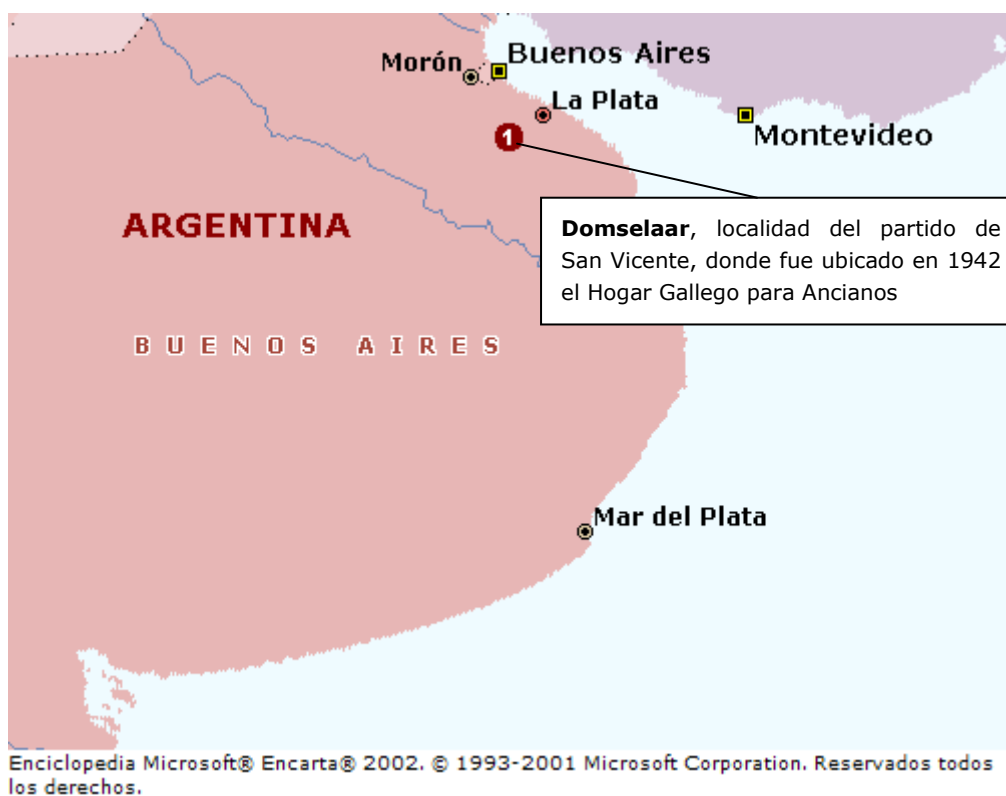 Morón
Buenos Aires
La Plata
1
Montevideo
ARGENTINA
Domselaar, localidad del partido de
San Vicente, donde fue ubicado en 1942
el Hogar Gallego para Ancianos
BUENOS AIRES
Mar del Plata
Enciclopedia Microsoft® Encarta® 2002. © 1993-2001 Microsoft Corporation. Reservados todos
los derechos.